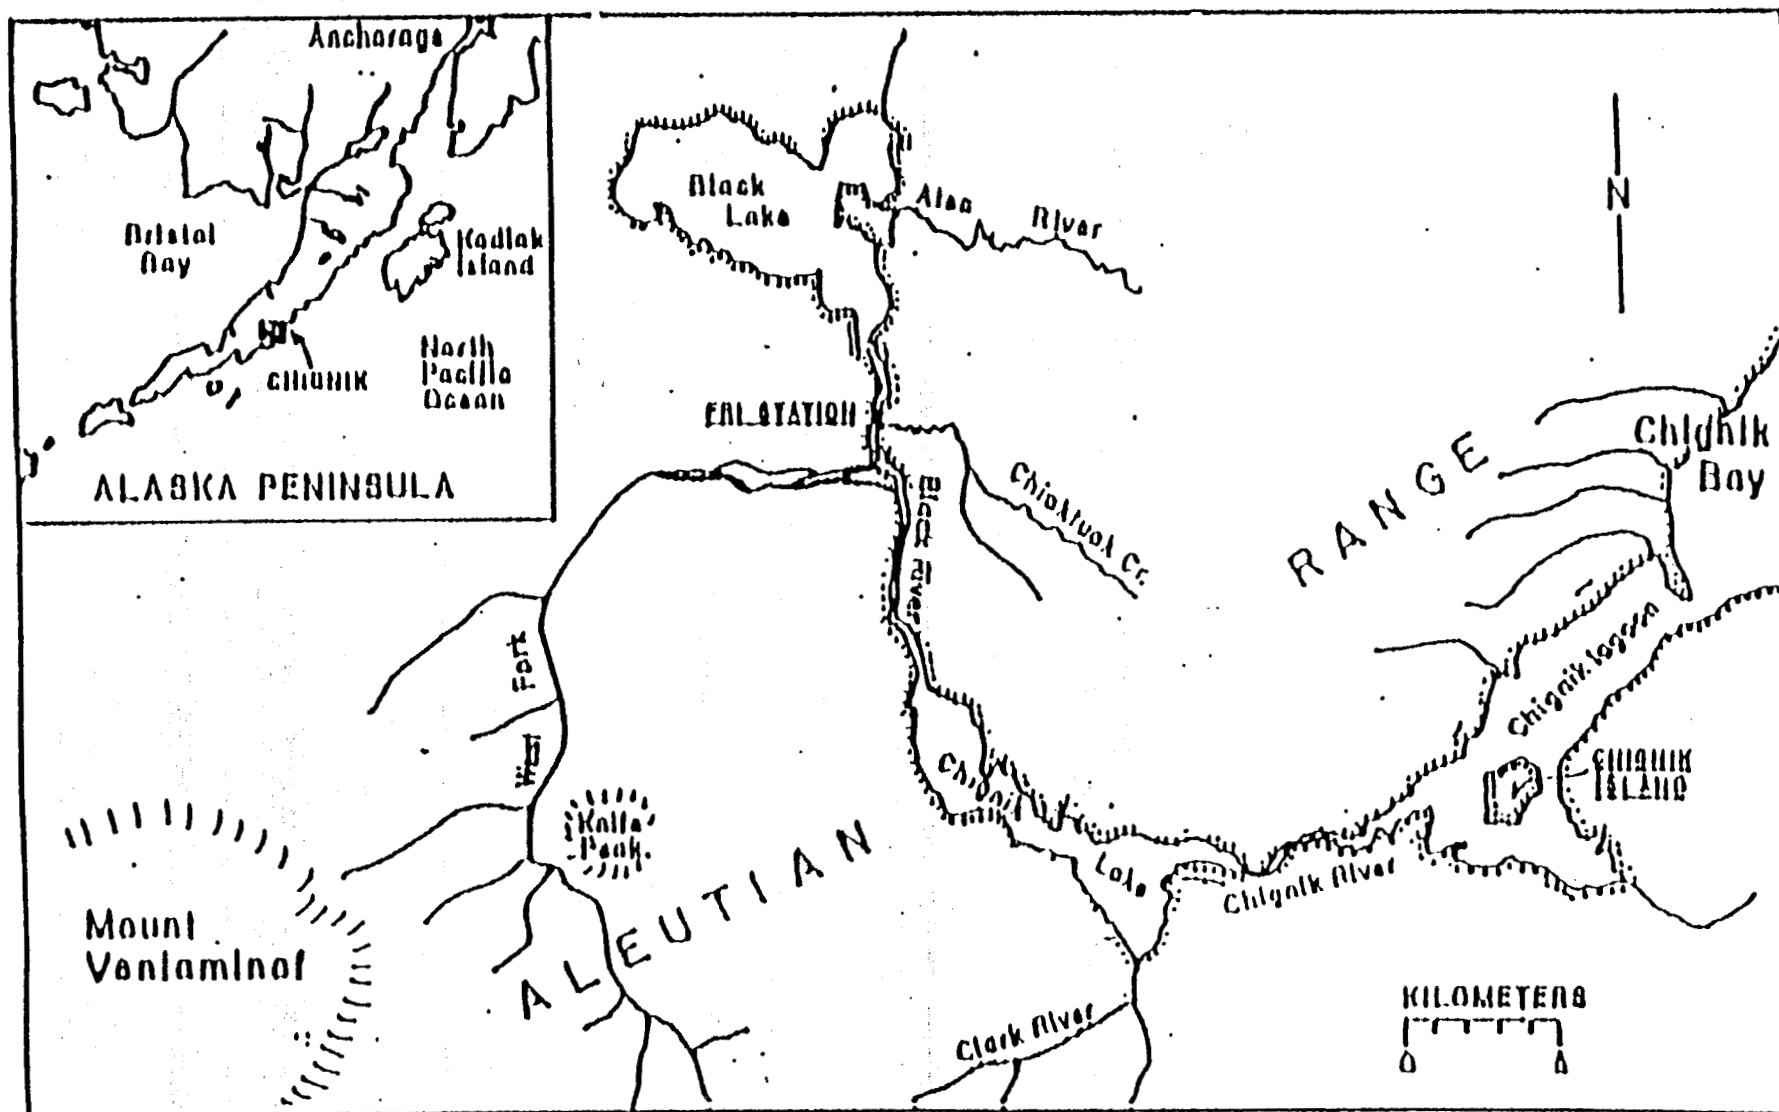 Anchorage
Bristol
Bay
Kodiak
Island
North
Pacific
Ocean
CHIGNIK
ALASKA PENINSULA
Black
Lake
Alec River
N
STATION
Black River
Chiaktuak Cr.
West Fork
Knife
Peak
Mount
Veniaminof
ALEUTIAN
RANGE
Chignik
Bay
Chignik Lagoon
CHIGNIK
ISLAND
Chignik
Lake
Chignik River
Clark River
KILOMETERS